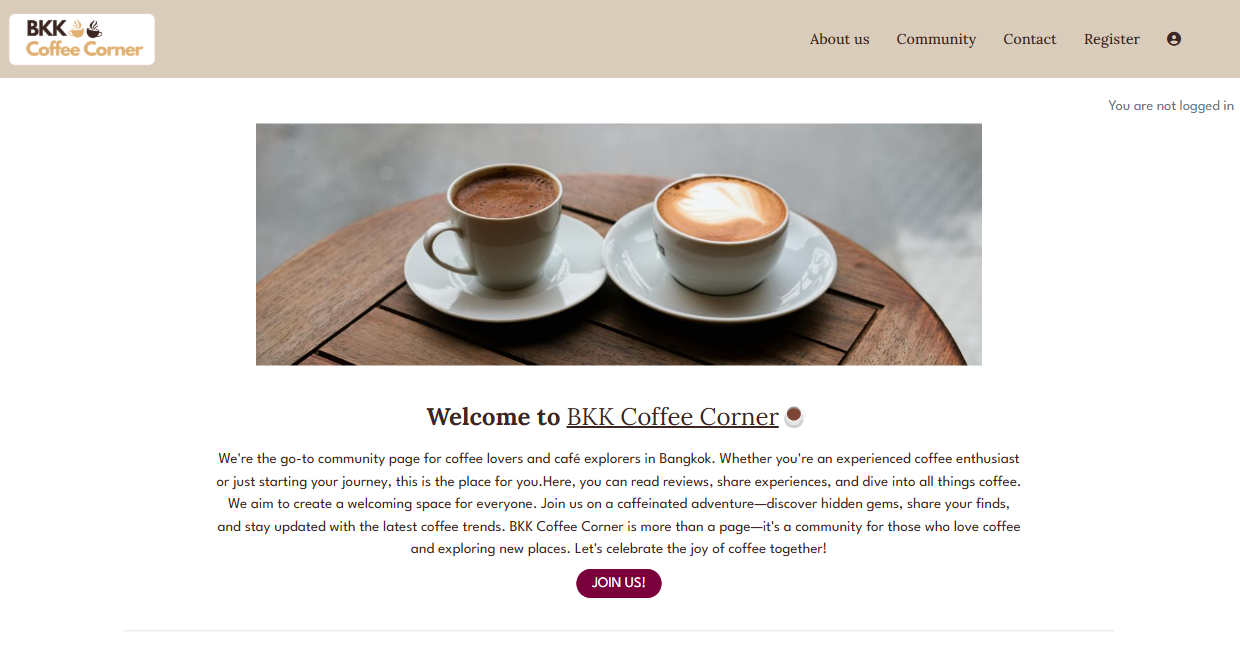 BKK
Coffee Corner
About us Community Contact Register
You are not logged in
Welcome to BKK Coffee Corner
We're the go-to community page for coffee lovers and café explorers in Bangkok. Whether you're an experienced coffee enthusiast
or just starting your journey, this is the place for you.Here, you can read reviews, share experiences, and dive into all things coffee.
We aim to create a welcoming space for everyone. Join us on a caffeinated adventure—discover hidden gems, share your finds,
and stay updated with the latest coffee trends. BKK Coffee Corner is more than a page—it's a community for those who love coffee
and exploring new places. Let's celebrate the joy of coffee together!
JOIN US!